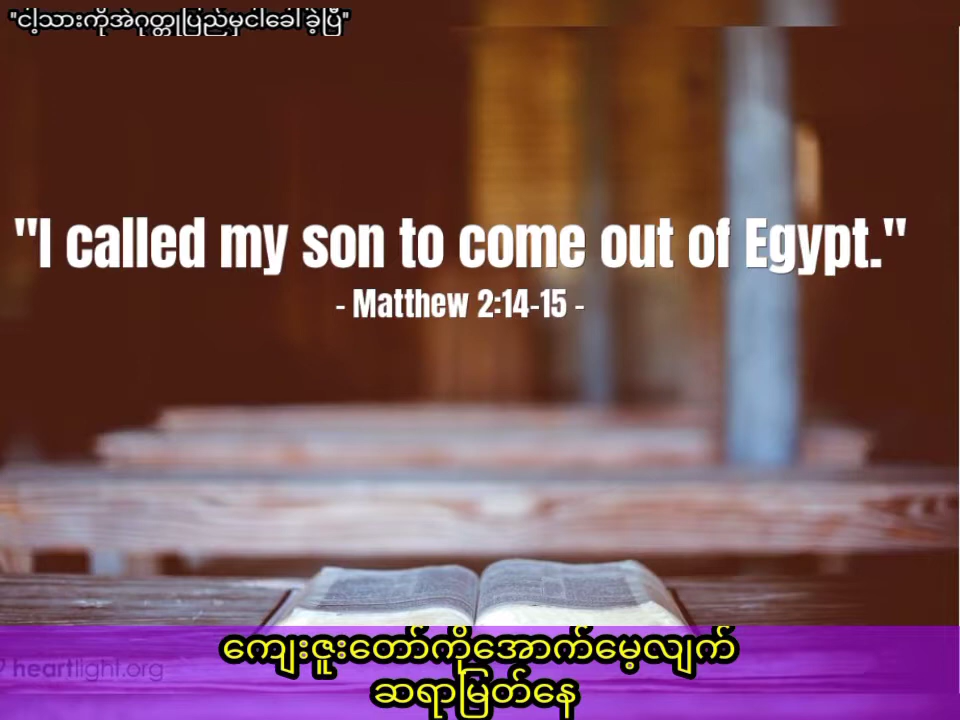 "ငါ့သားကိုအဲဂုတ္တုပြည်မှငါခေါ်ခဲ့ပြီ"
"I called my son to come out of Egypt."
- Matthew 2:14-15 -
ကျေးဇူးတော်ကိုအောက်မေ့လျက်
heartlight.org
ဆရာမြတ်နေ